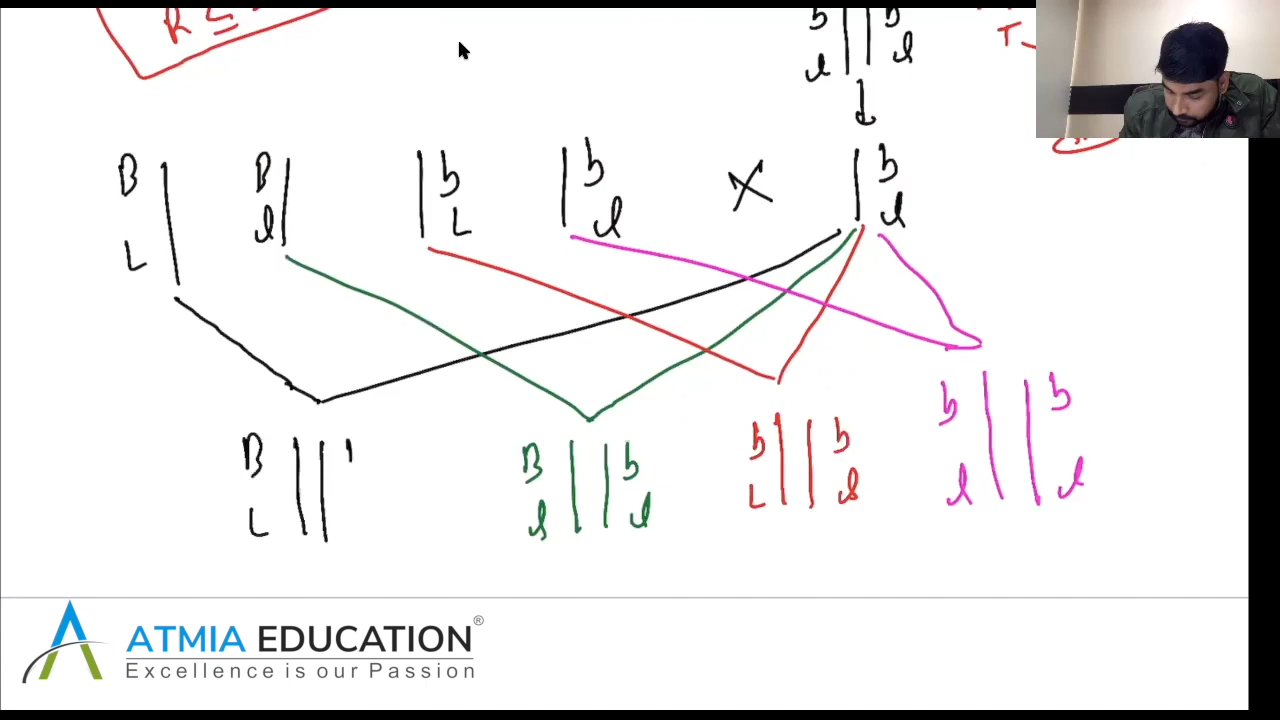 R ≤
b b
l l
T
B B b b × b
L l L l l
B B b b b b b
L l l L l l l
ATMIA EDUCATION®
Excellence is our Passion